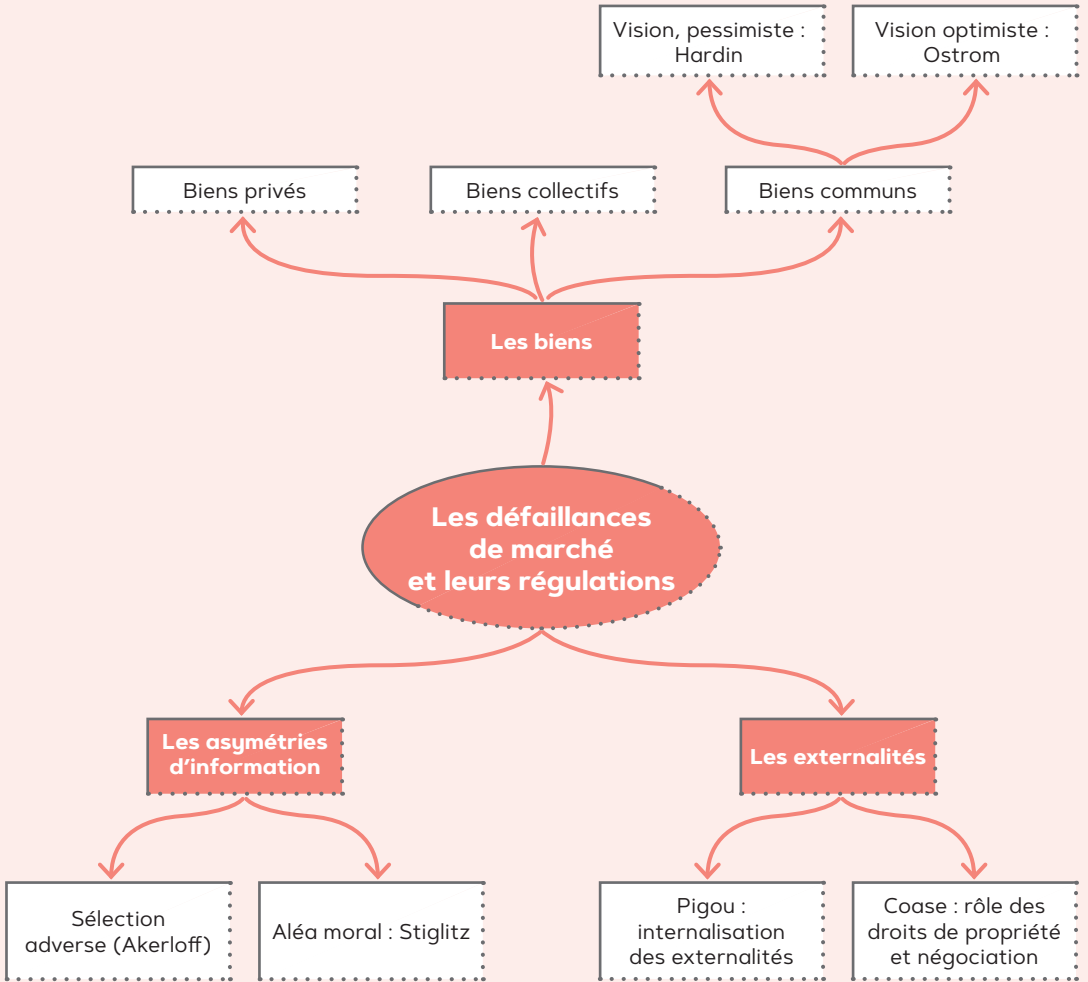 Vision, pessimiste :
Hardin
Vision optimiste :
Ostrom
Biens privés
Biens collectifs
Biens communs
Les biens
Les défaillances
de marché
et leurs régulations
Les asymétries
d'information
Les externalités
Sélection
adverse (Akerloff)
Aléa moral : Stiglitz
Pigou :
internalisation
des externalités
Coase : rôle des
droits de propriété
et négociation